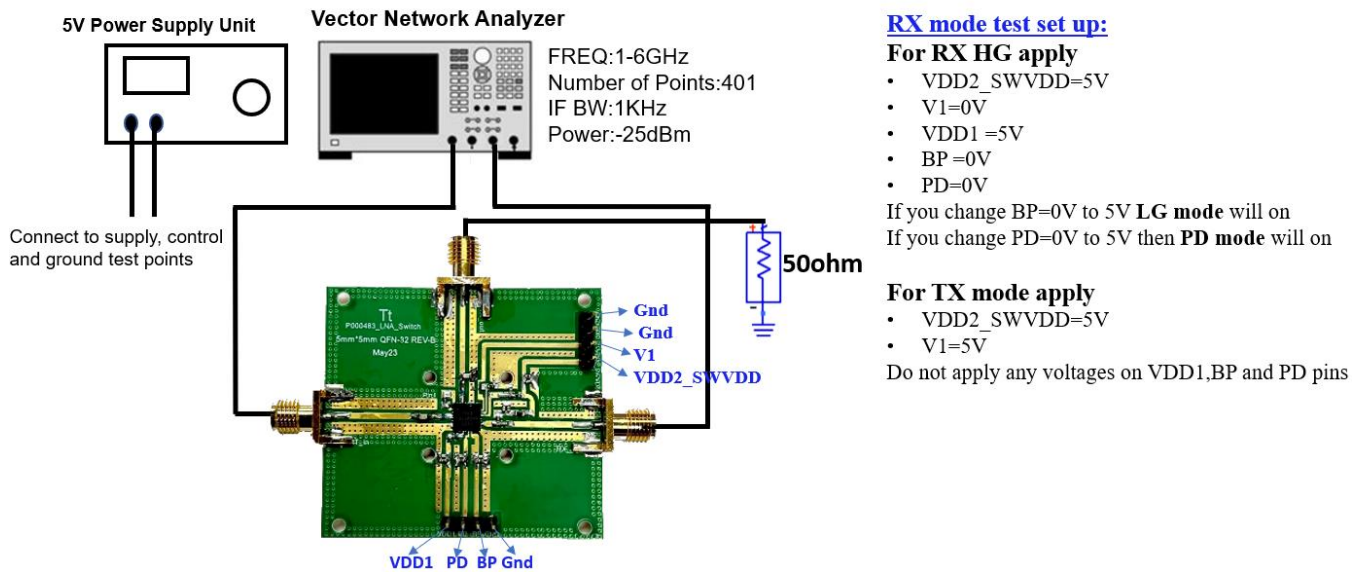 5V Power Supply Unit
Vector Network Analyzer
FREQ:1-6GHz
Number of Points:401
IF BW:1KHz
Power:-25dBm
Connect to supply, control
and ground test points
50ohm
Tt
P000483_LNA_Switch
5mm*5mm QFN-32 REV-B
May23
Pin1
Gnd
Gnd
V1
VDD2_SWVDD
VDD1 PD BP Gnd
RX mode test set up:
For RX HG apply
• VDD2_SWVDD=5V
• V1=0V
• VDD1 =5V
• BP =0V
• PD=0V
If you change BP=0V to 5V LG mode will on
If you change PD=0V to 5V then PD mode will on
For TX mode apply
• VDD2_SWVDD=5V
• V1=5V
Do not apply any voltages on VDD1,BP and PD pins